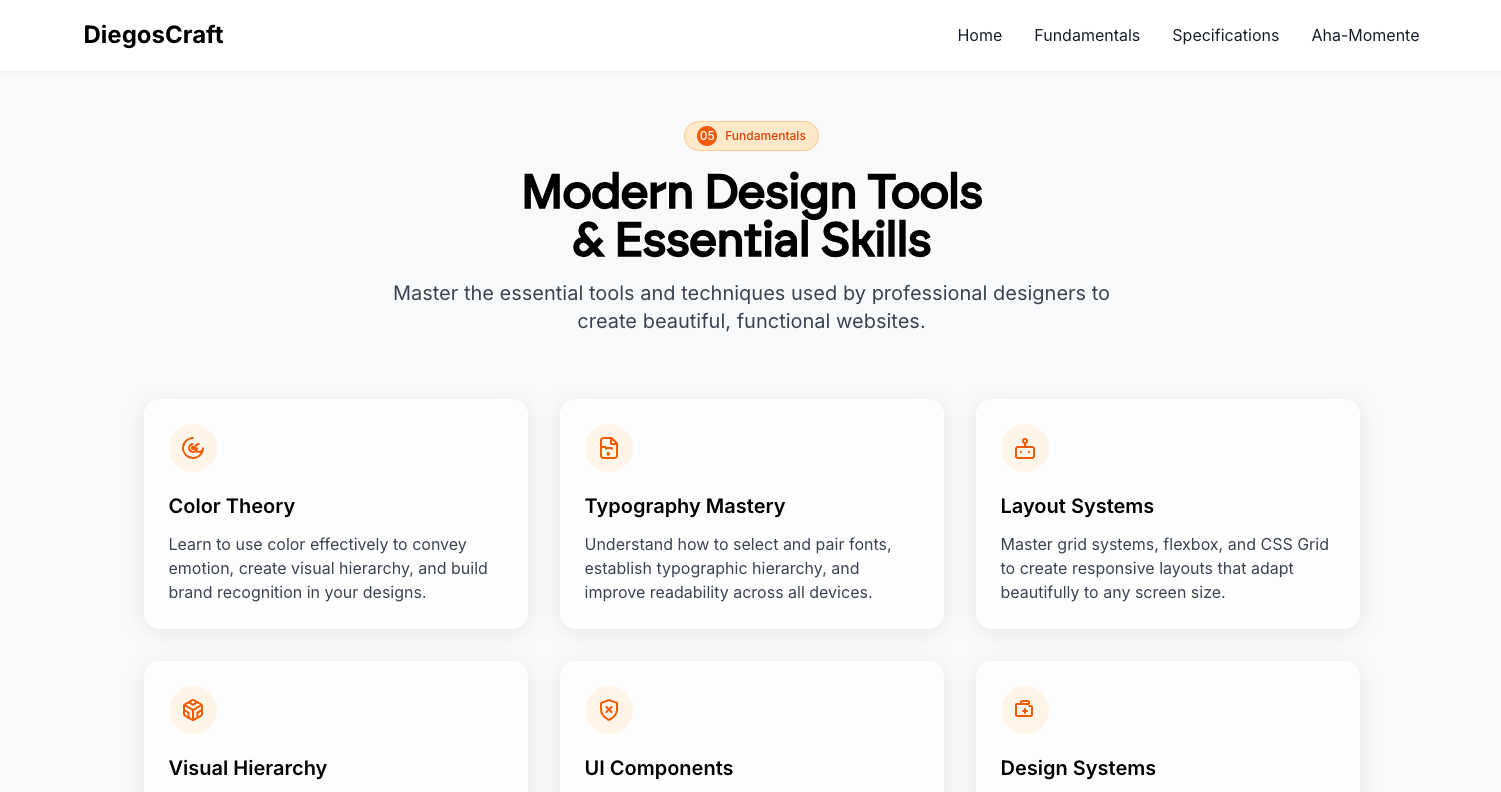 DiegosCraft
Home Fundamentals Specifications Aha-Momente
05 Fundamentals
Modern Design Tools
& Essential Skills
Master the essential tools and techniques used by professional designers to
create beautiful, functional websites.
Color Theory
Learn to use color effectively to convey
emotion, create visual hierarchy, and build
brand recognition in your designs.
Typography Mastery
Understand how to select and pair fonts,
establish typographic hierarchy, and
improve readability across all devices.
Layout Systems
Master grid systems, flexbox, and CSS Grid
to create responsive layouts that adapt
beautifully to any screen size.
Visual Hierarchy
UI Components
Design Systems